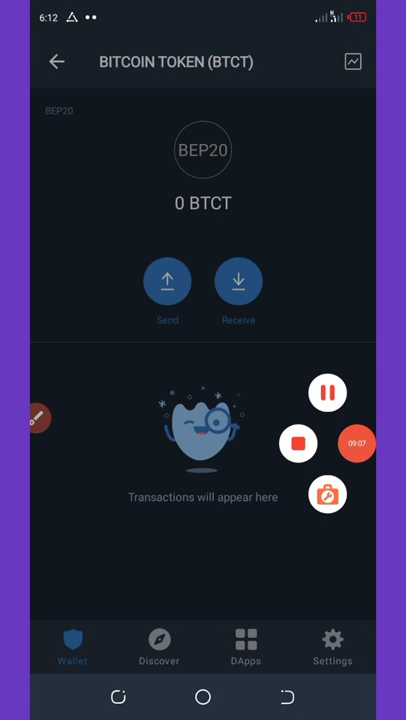 6:12
11
BITCOIN TOKEN (BTCT)
BEP20
BEP20
0 BTCT
Send
Receive
09:07
Transactions will appear here
Wallet
Discover
DApps
Settings